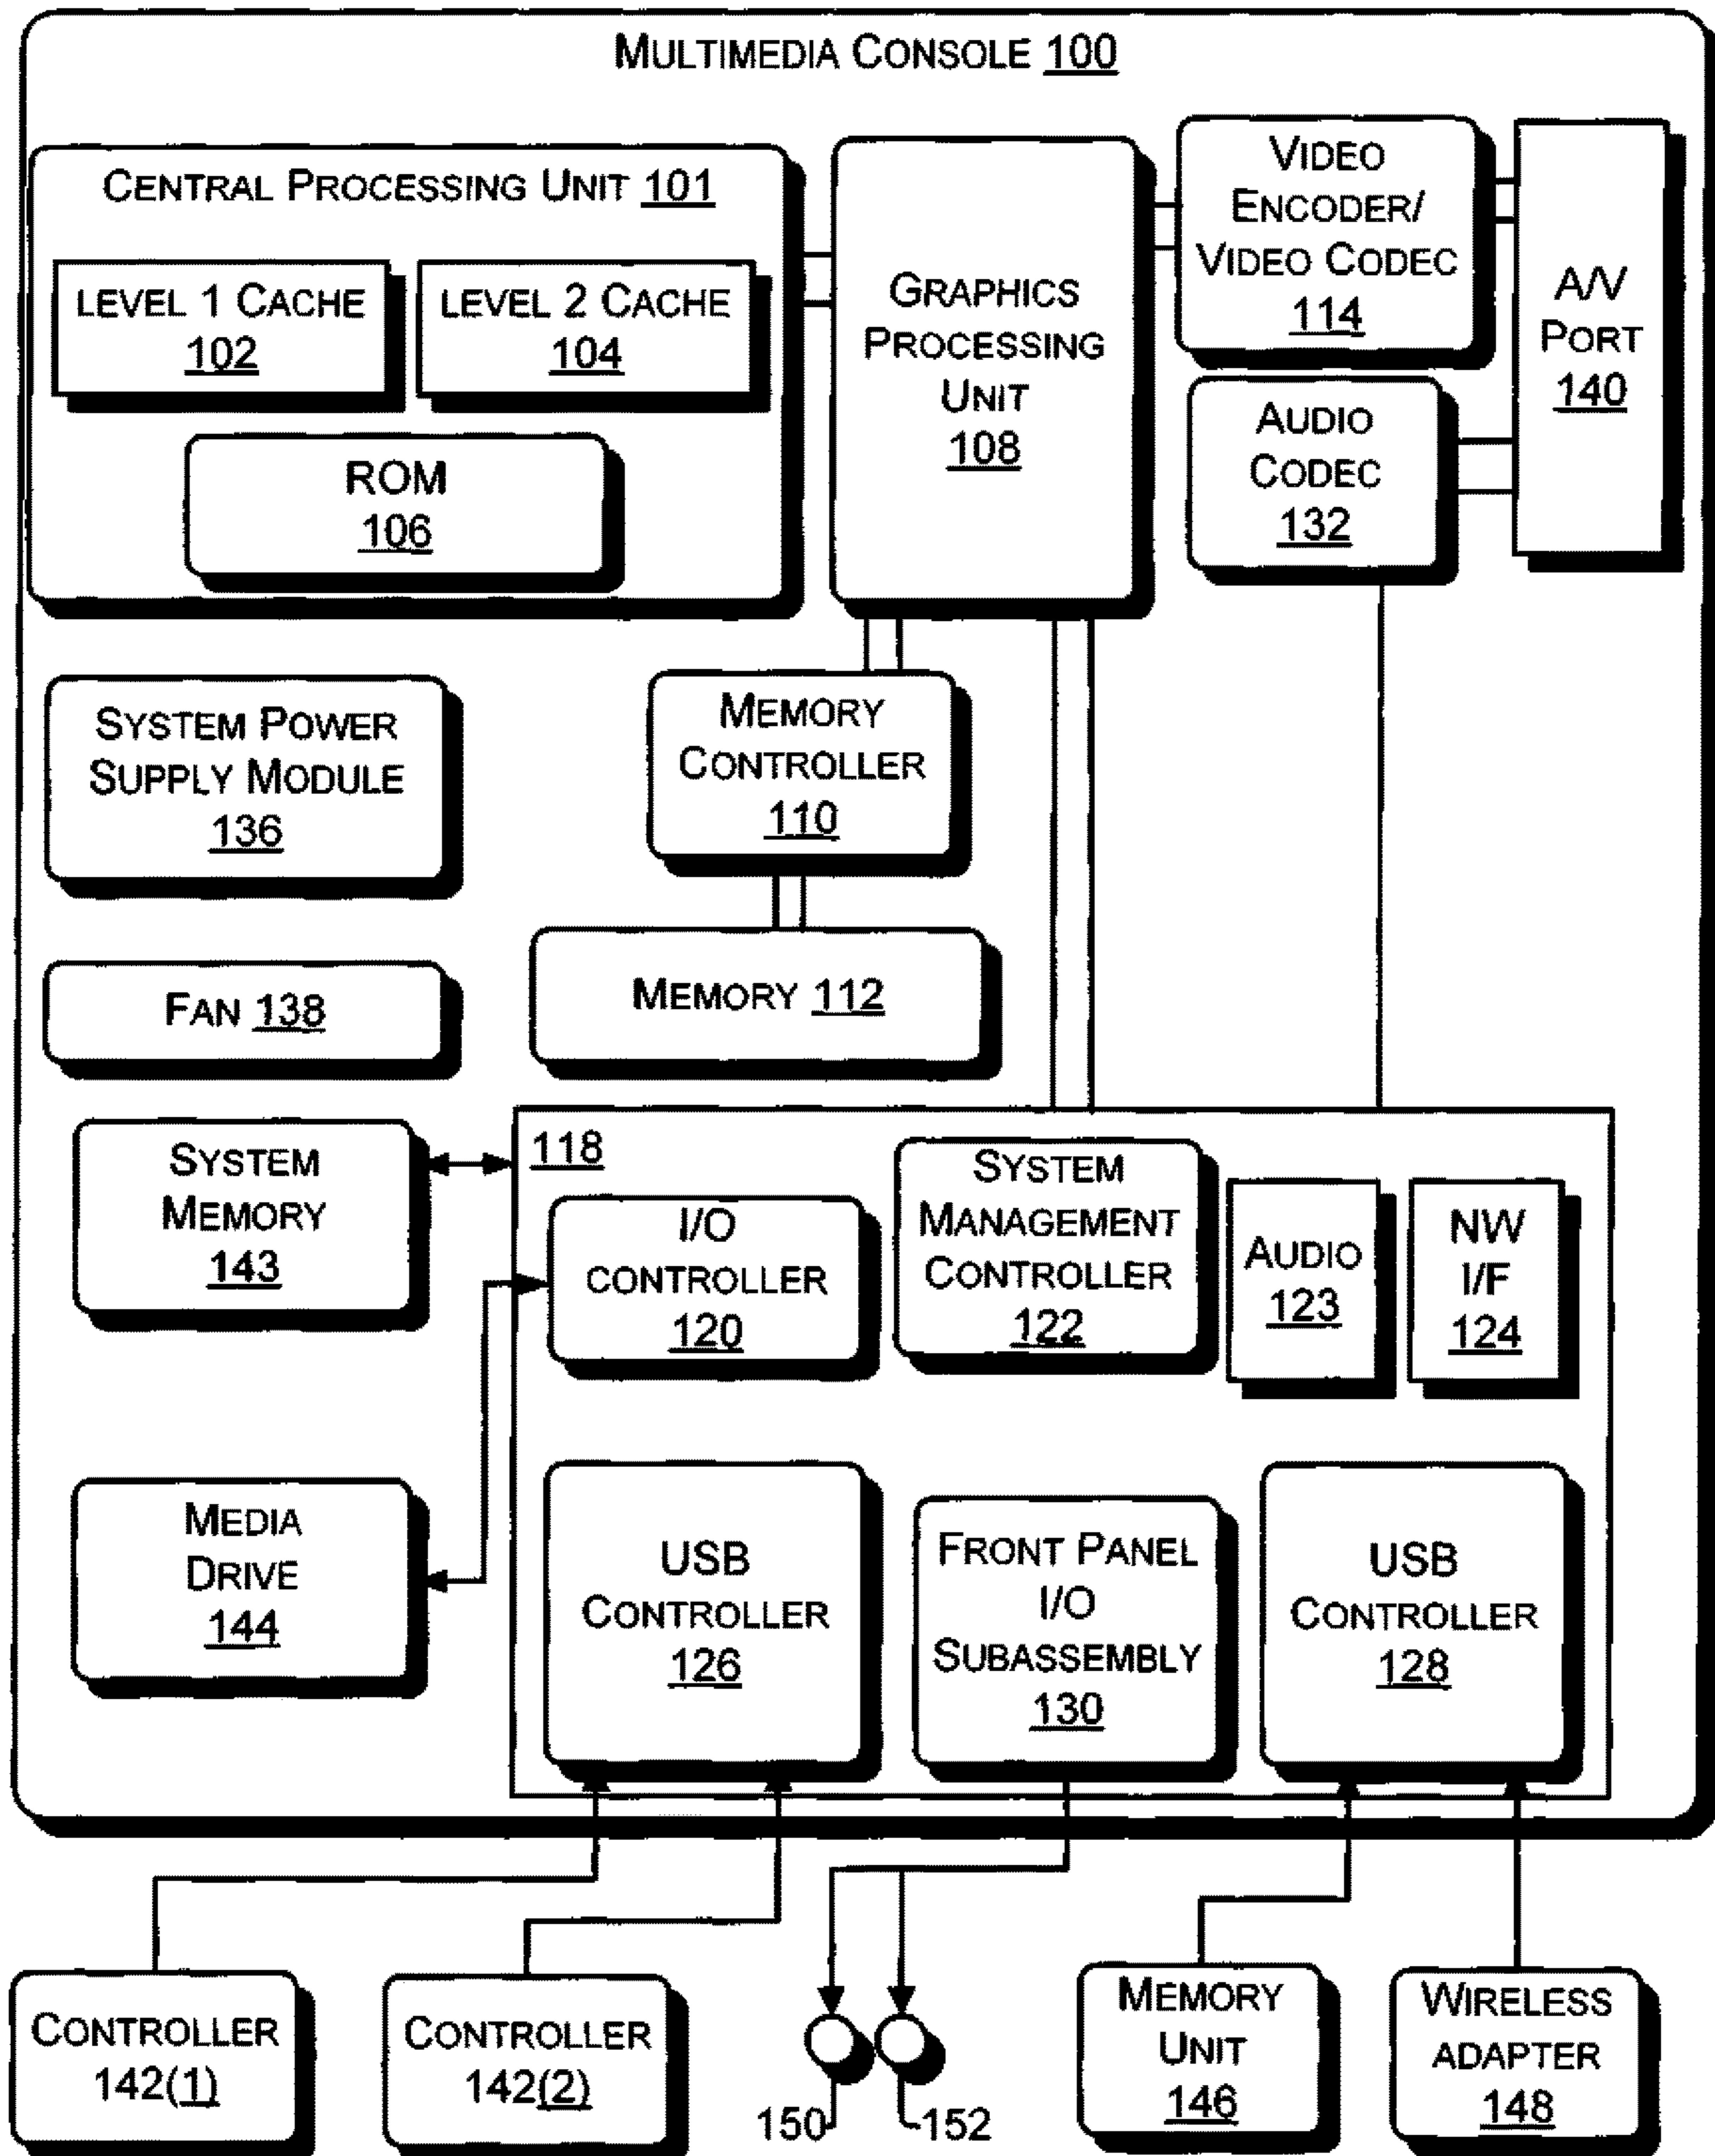 MULTIMEDIA CONSOLE 100
CENTRAL PROCESSING UNIT 101
LEVEL 1 CACHE
102
LEVEL 2 CACHE
104
ROM
106
GRAPHICS
PROCESSING
UNIT
108
VIDEO
ENCODER/
VIDEO CODEC
114
AUDIO
CODEC
132
A/V
PORT
140
SYSTEM POWER
SUPPLY MODULE
136
MEMORY
CONTROLLER
110
FAN 138
MEMORY 112
SYSTEM
MEMORY
143
118
I/O
CONTROLLER
120
SYSTEM
MANAGEMENT
CONTROLLER
122
AUDIO
123
NW
I/F
124
MEDIA
DRIVE
144
USB
CONTROLLER
126
FRONT PANEL
I/O
SUBASSEMBLY
130
USB
CONTROLLER
128
CONTROLLER
142(1)
CONTROLLER
142(2)
150
152
MEMORY
UNIT
146
WIRELESS
ADAPTER
148